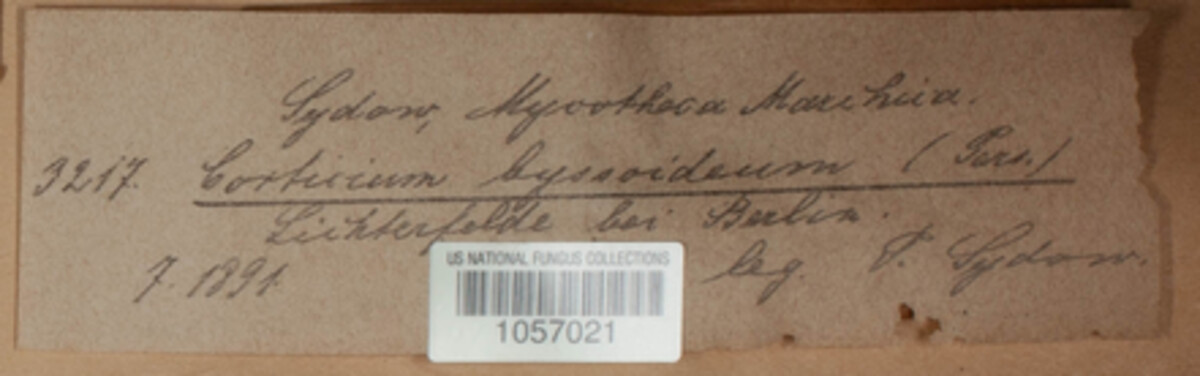 Sydow, Mycotheca Marchica.
3217. Corticium byssoideum (Pers.)
Lichterfelde bei Berlin.
7. 1891. leg. P. Sydow.
US NATIONAL FUNGUS COLLECTIONS
1057021